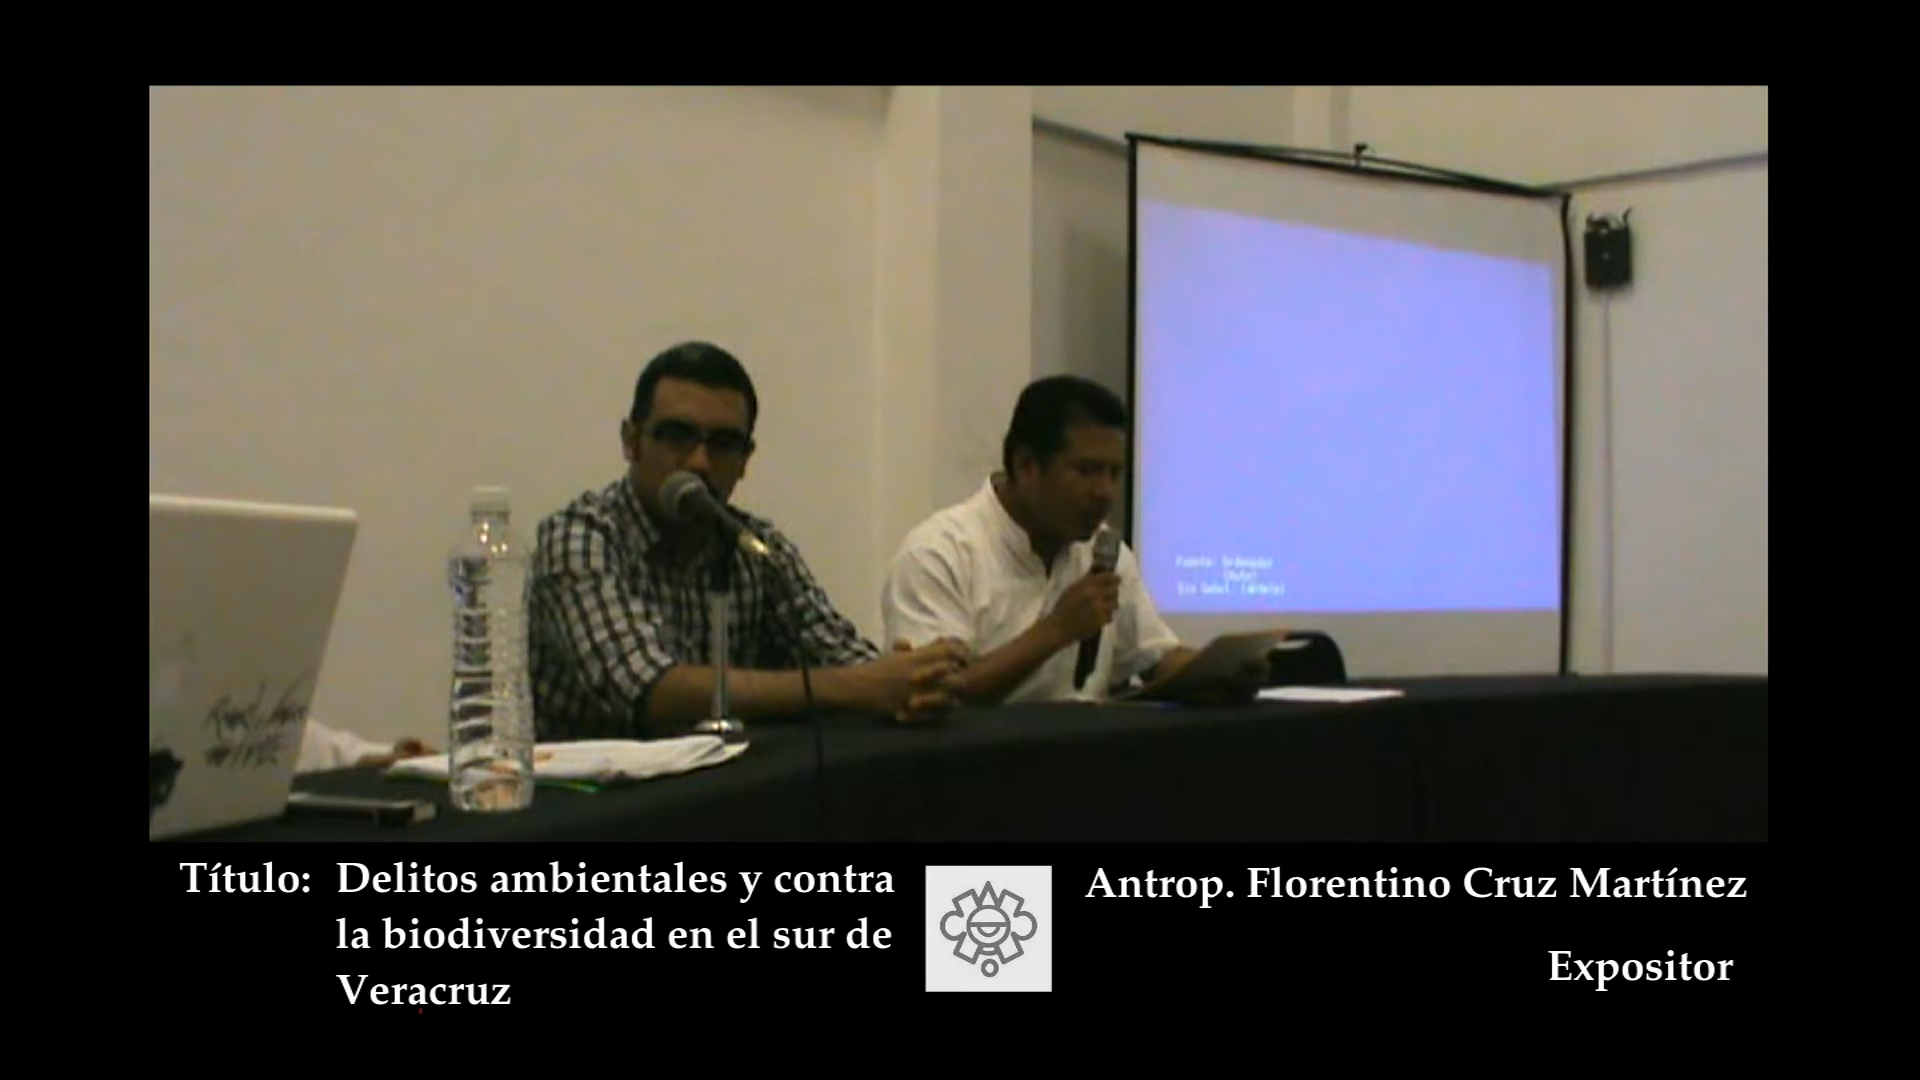 Título: Delitos ambientales y contra
la biodiversidad en el sur de
Veracruz
Antrop. Florentino Cruz Martínez
Expositor